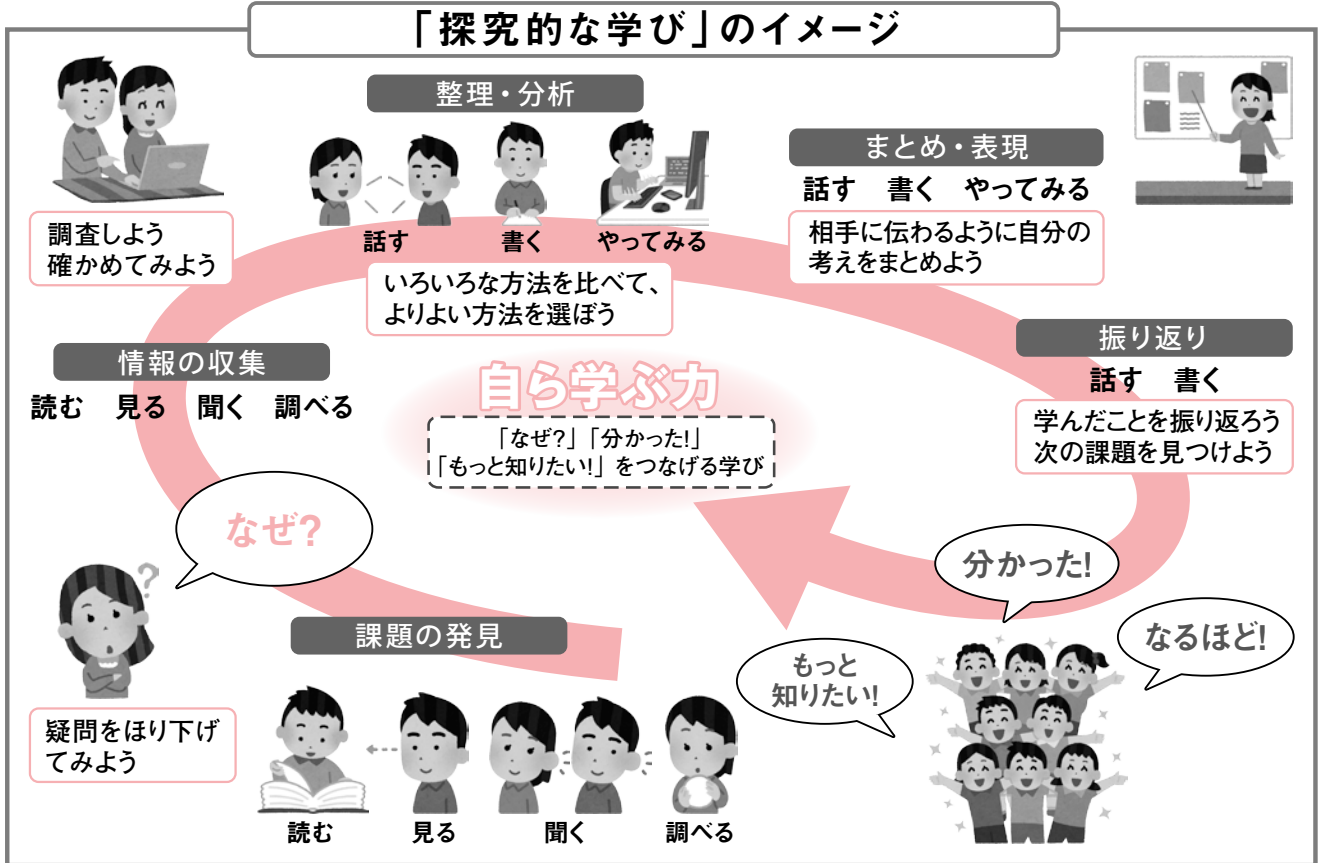 「探究的な学び」のイメージ
整理・分析
話す 書く やってみる
いろいろな方法を比べて、
よりよい方法を選ぼう
調査しよう
確かめてみよう
情報の収集
読む 見る 聞く 調べる
まとめ・表現
話す 書く やってみる
相手に伝わるように自分の
考えをまとめよう
振り返り
話す 書く
学んだことを振り返ろう
次の課題を見つけよう
自ら学ぶ力
「なぜ?」「分かった!」
「もっと知りたい!」をつなげる学び
なぜ?
?
疑問をほり下げ
てみよう
課題の発見
読む 見る 聞く 調べる
分かった!
なるほど!
もっと
知りたい!